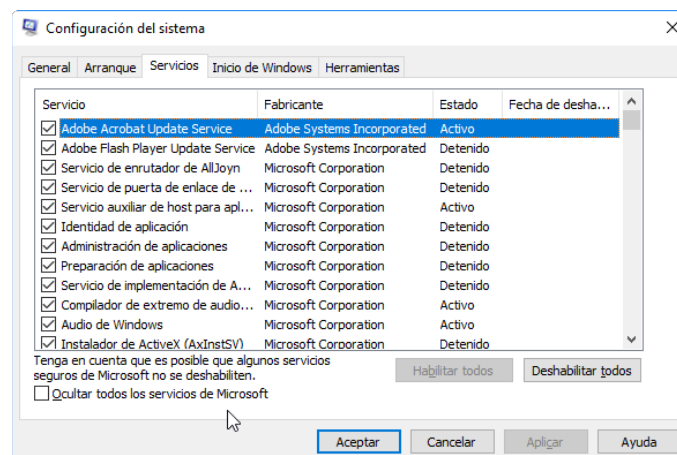 Configuración del sistema
General Arranque Servicios Inicio de Windows Herramientas
Servicio Fabricante Estado Fecha de desha...
Adobe Acrobat Update Service Adobe Systems Incorporated Activo
Adobe Flash Player Update Service Adobe Systems Incorporated Detenido
Servicio de enrutador de AllJoyn Microsoft Corporation Detenido
Servicio de puerta de enlace de ... Microsoft Corporation Detenido
Servicio auxiliar de host para apl... Microsoft Corporation Activo
Identidad de aplicación Microsoft Corporation Detenido
Administración de aplicaciones Microsoft Corporation Detenido
Preparación de aplicaciones Microsoft Corporation Detenido
Servicio de implementación de A... Microsoft Corporation Detenido
Compilador de extremo de audio... Microsoft Corporation Activo
Audio de Windows Microsoft Corporation Activo
Instalador de ActiveX (AxInstSV) Microsoft Corporation Detenido
Tenga en cuenta que es posible que algunos servicios
seguros de Microsoft no se deshabiliten.
Habilitar todos Deshabilitar todos
Ocultar todos los servicios de Microsoft
Aceptar Cancelar Aplicar Ayuda